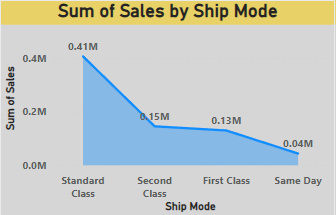 Sum of Sales by Ship Mode
0.41M
0.4M
Sum of Sales
0.2M
0.15M
0.13M
0.04M
0.0M
Standard
Class
Second
Class
First Class
Same Day
Ship Mode